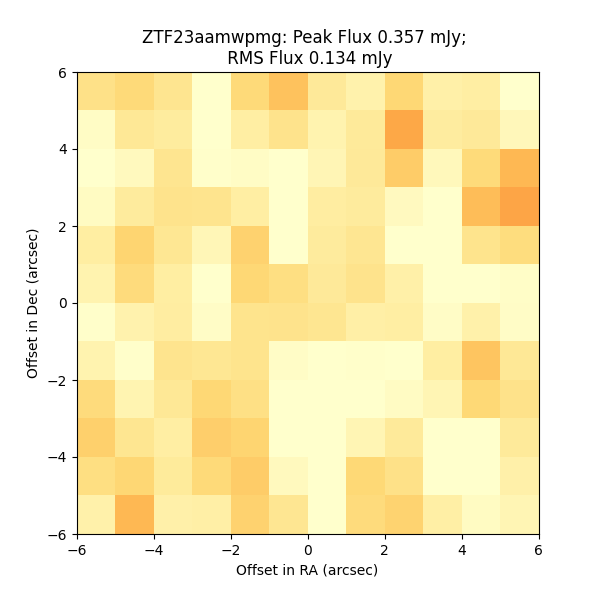 ZTF23aamwpmg: Peak Flux 0.357 mJy;
RMS Flux 0.134 mJy
6
4
2
0
−2
−4
−6
Offset in Dec (arcsec)
−6 −4 −2 0 2 4 6
Offset in RA (arcsec)